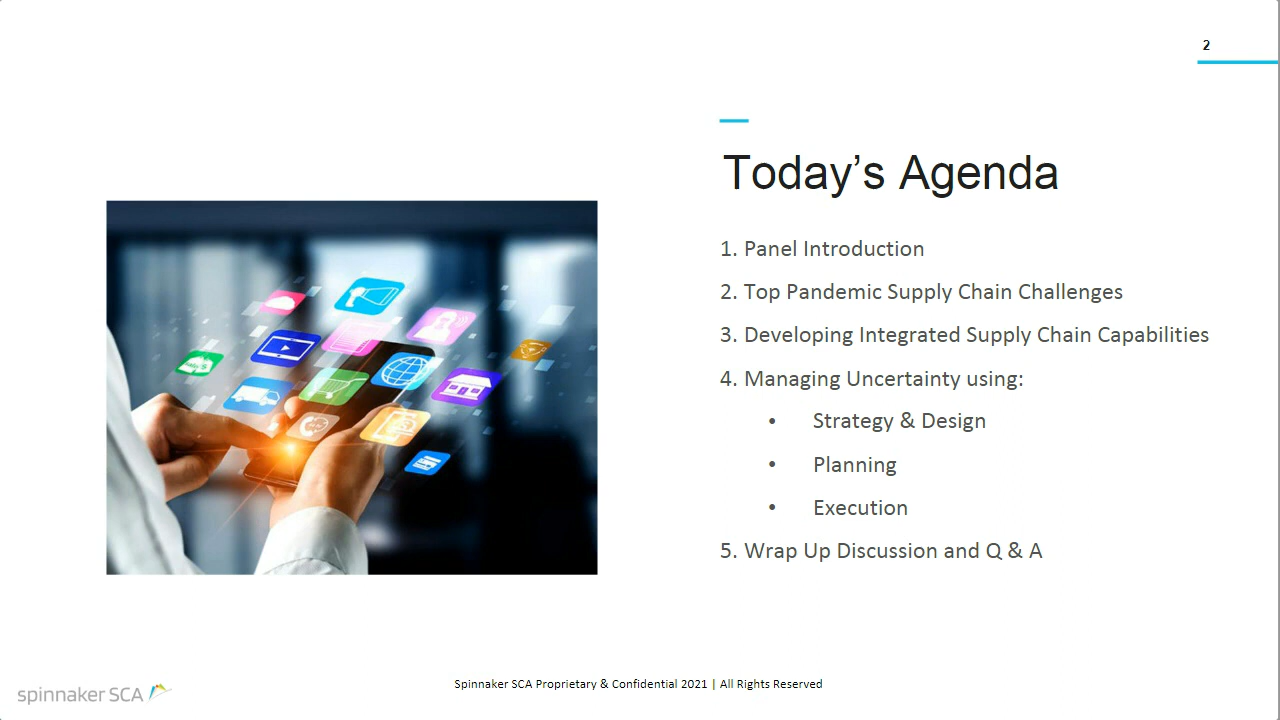 2
Today’s Agenda
1. Panel Introduction
2. Top Pandemic Supply Chain Challenges
3. Developing Integrated Supply Chain Capabilities
4. Managing Uncertainty using:
• Strategy & Design
• Planning
• Execution
5. Wrap Up Discussion and Q & A
spinnaker SCA
Spinnaker SCA Proprietary & Confidential 2021 | All Rights Reserved